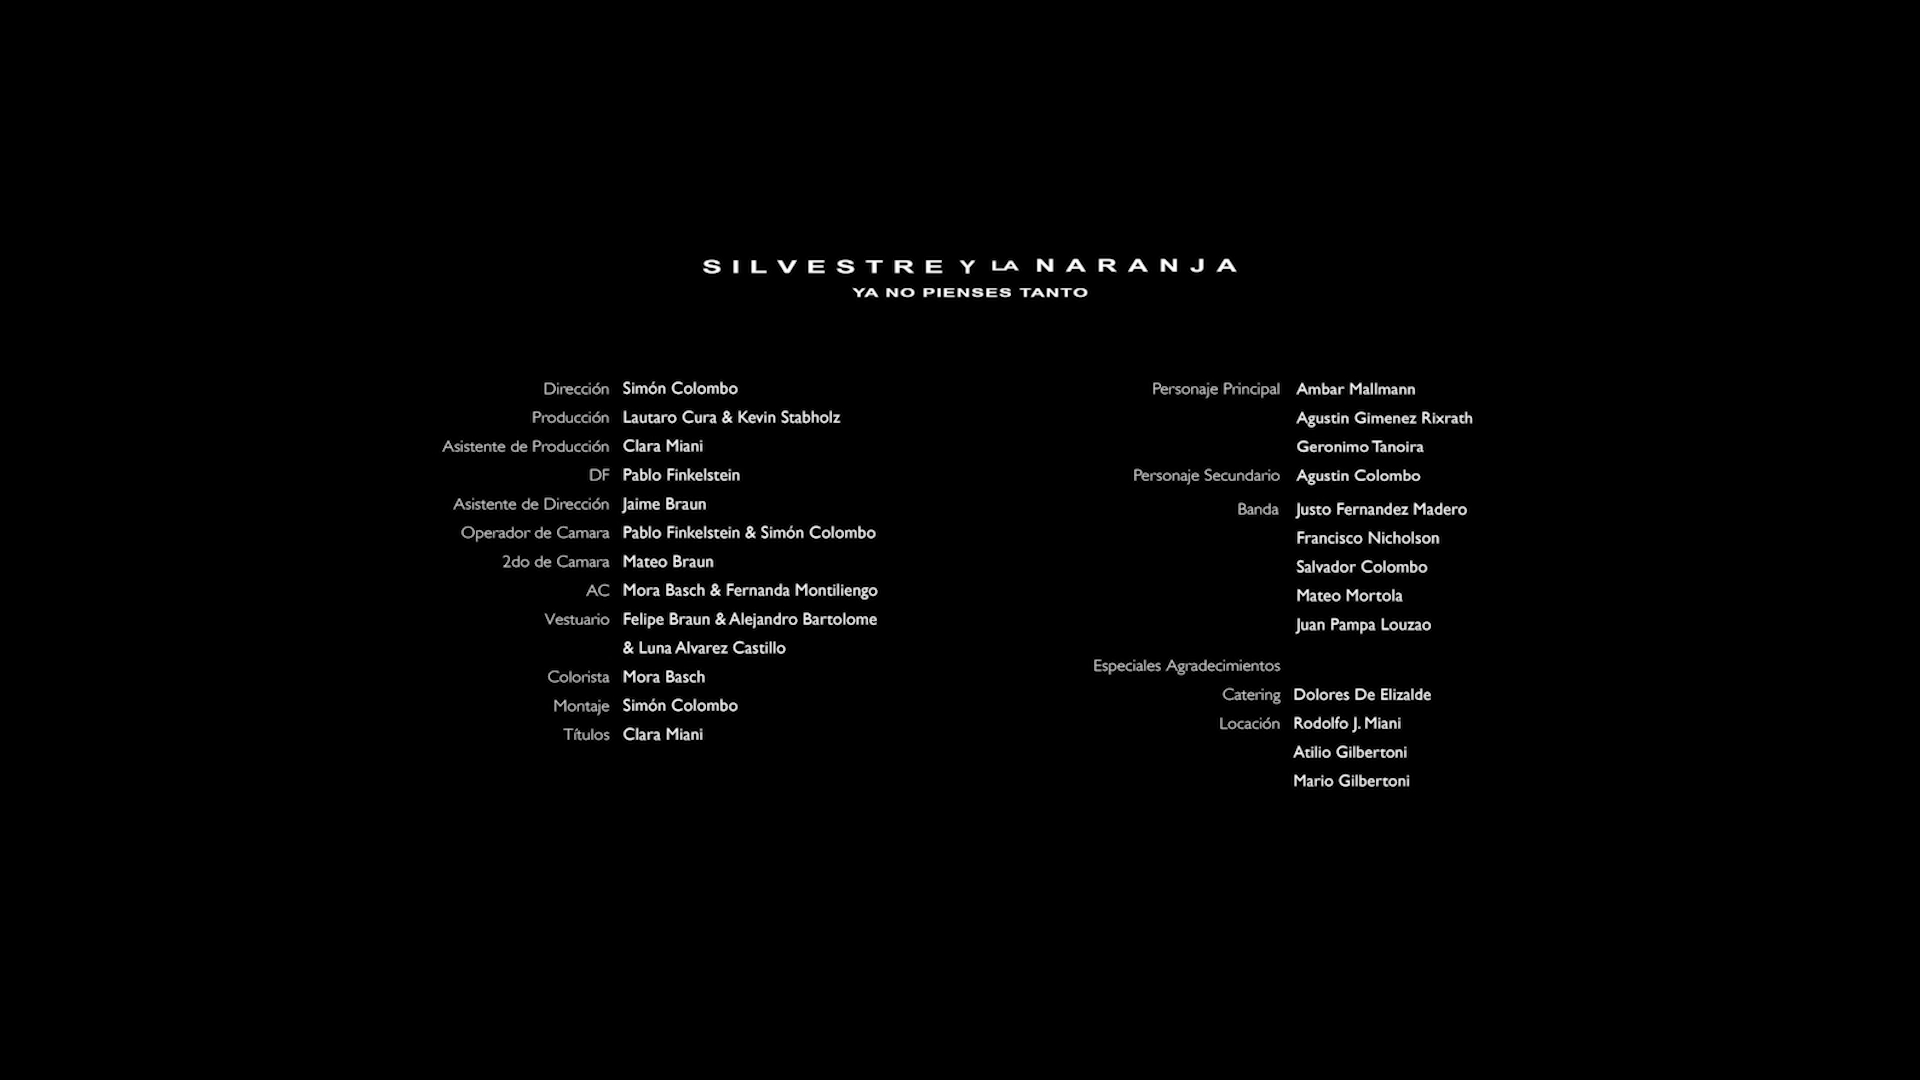 SILVESTRE Y LA NARANJA
YA NO PIENSES TANTO
Dirección Simón Colombo
Producción Lautaro Cura & Kevin Stabholz
Asistente de Producción Clara Miani
DF Pablo Finkelstein
Asistente de Dirección Jaime Braun
Operador de Camara Pablo Finkelstein & Simón Colombo
2do de Camara Mateo Braun
AC Mora Basch & Fernanda Montiliengo
Vestuario Felipe Braun & Alejandro Bartolome
& Luna Alvarez Castillo
Colorista Mora Basch
Montaje Simón Colombo
Títulos Clara Miani
Personaje Principal Ambar Mallmann
Agustin Gimenez Rixrath
Geronimo Tanoira
Personaje Secundario Agustin Colombo
Banda Justo Fernandez Madero
Francisco Nicholson
Salvador Colombo
Mateo Mortola
Juan Pampa Louzao
Especiales Agradecimientos
Catering Dolores De Elizalde
Locación Rodolfo J. Miani
Atilio Gilbertoni
Mario Gilbertoni